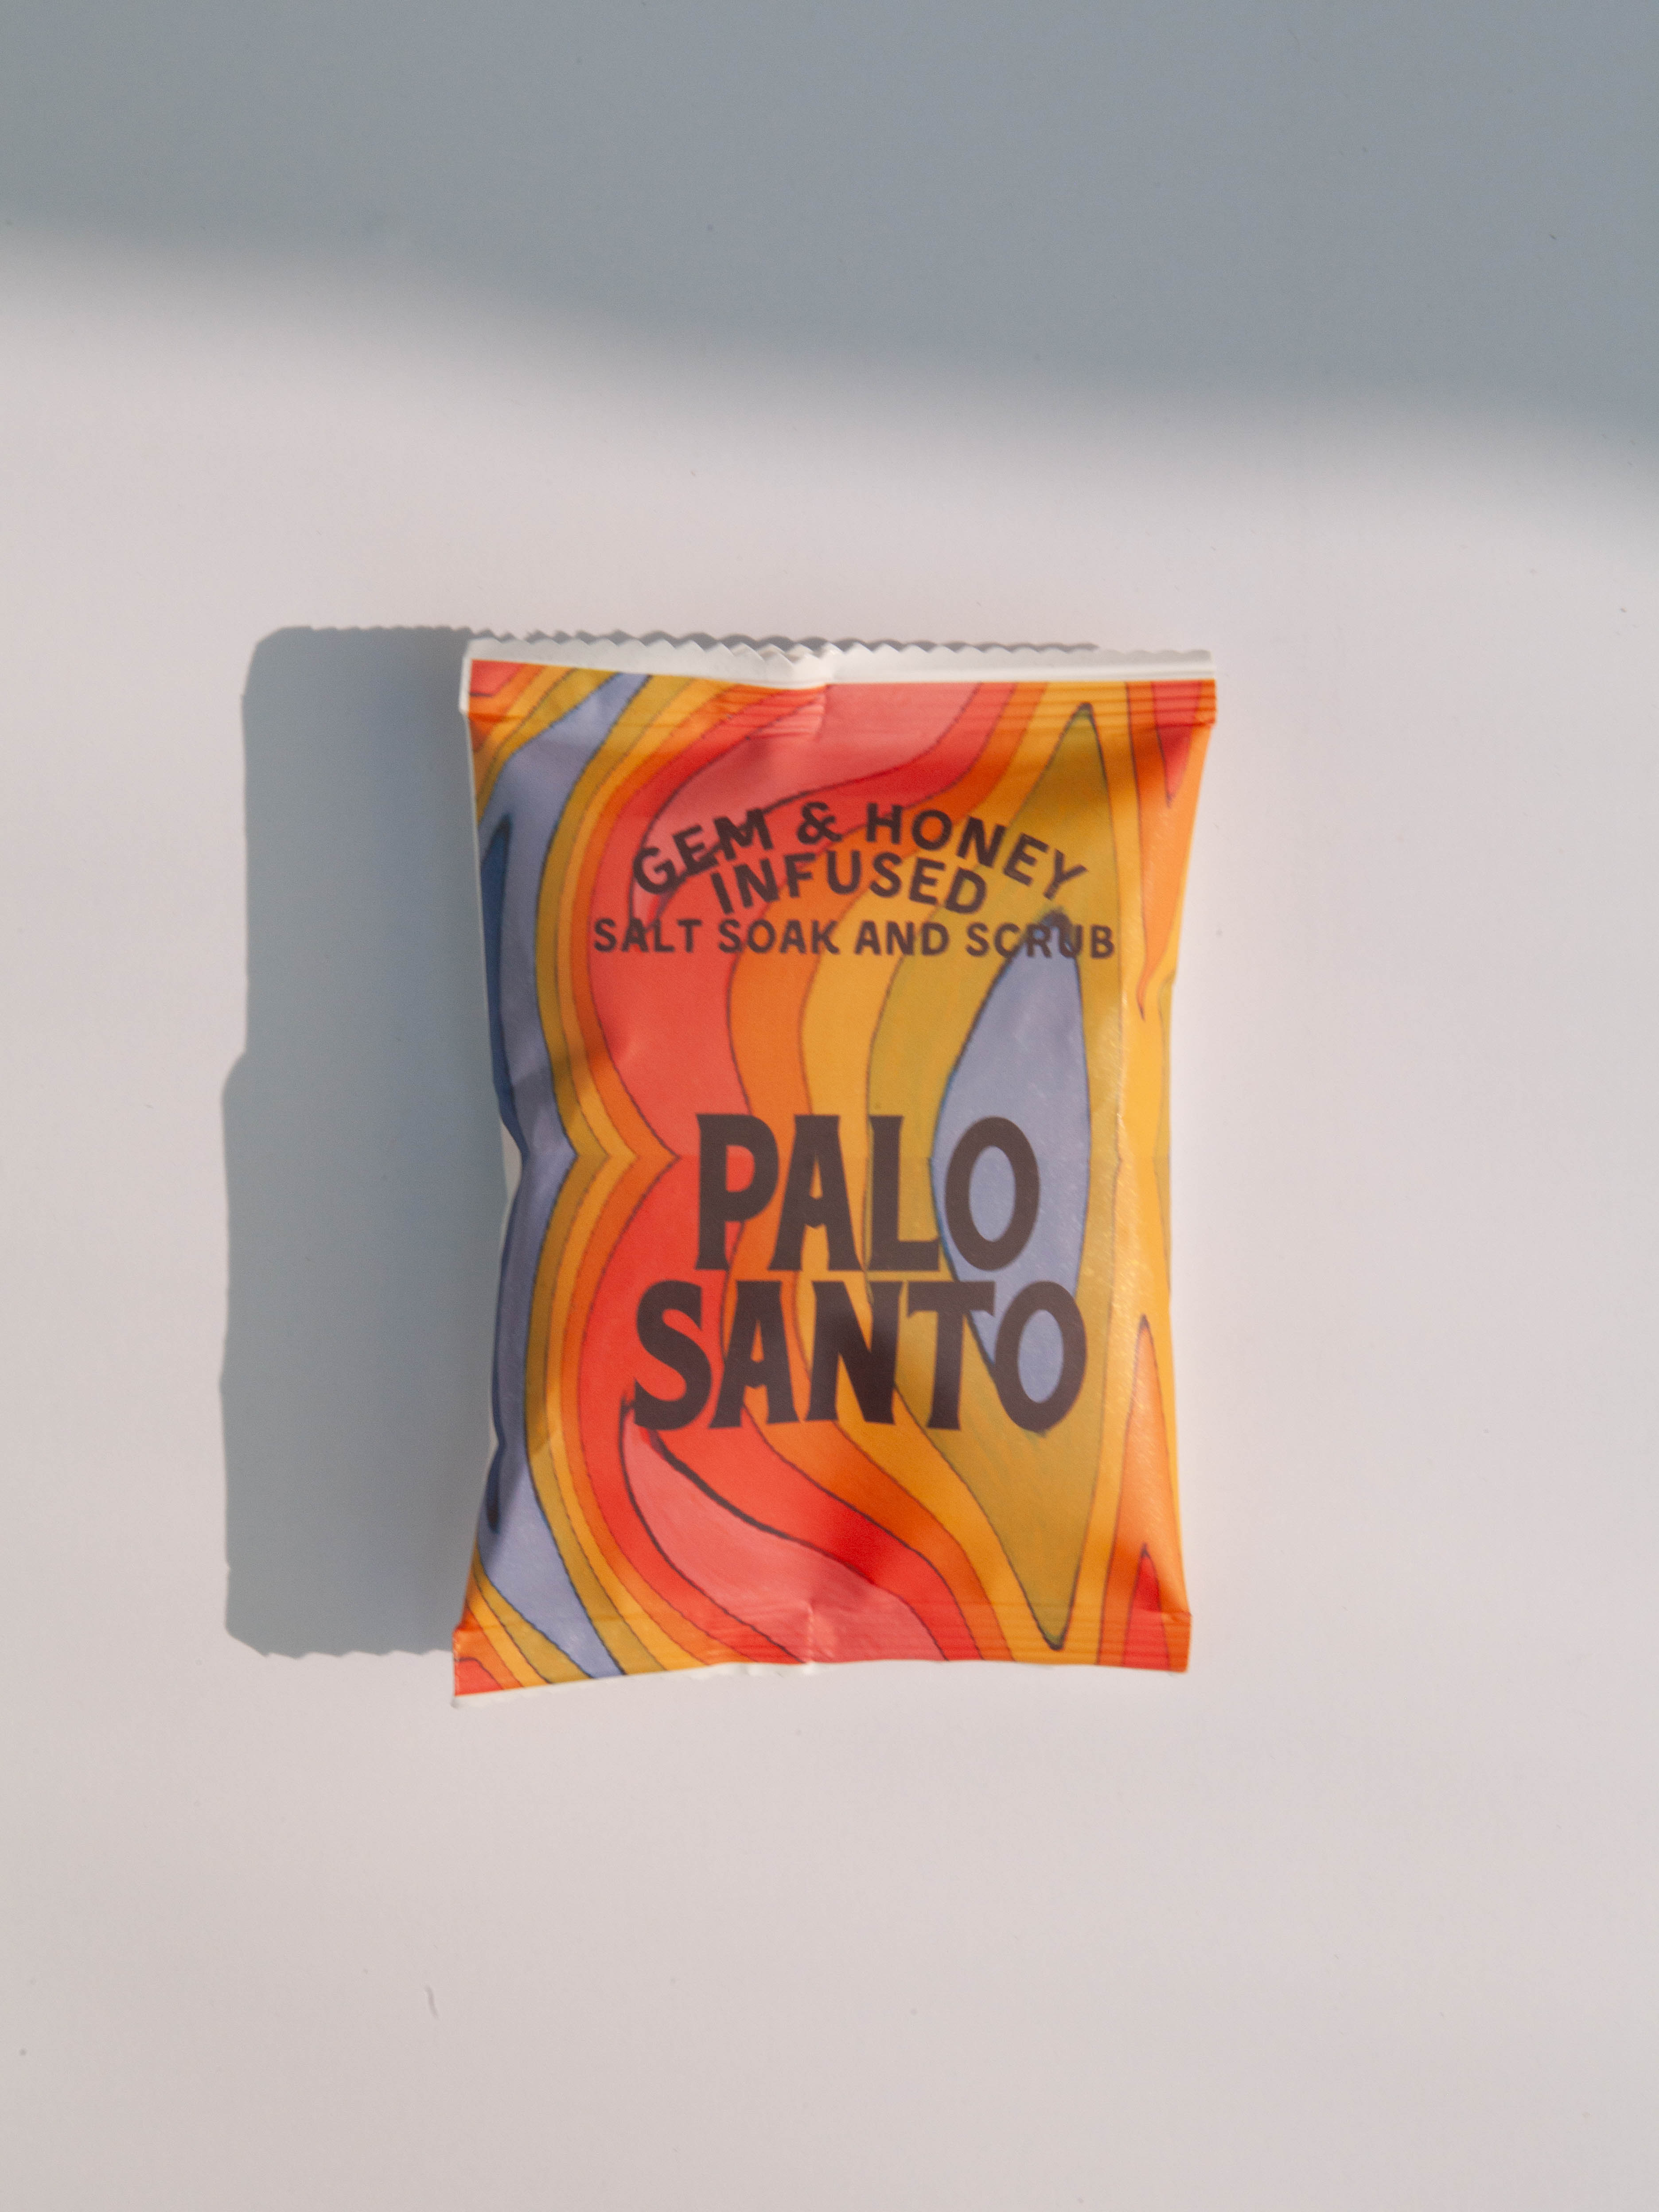 GEM & HONEY
INFUSED
SALT SOAK AND SCRUB
PALO
SANTO